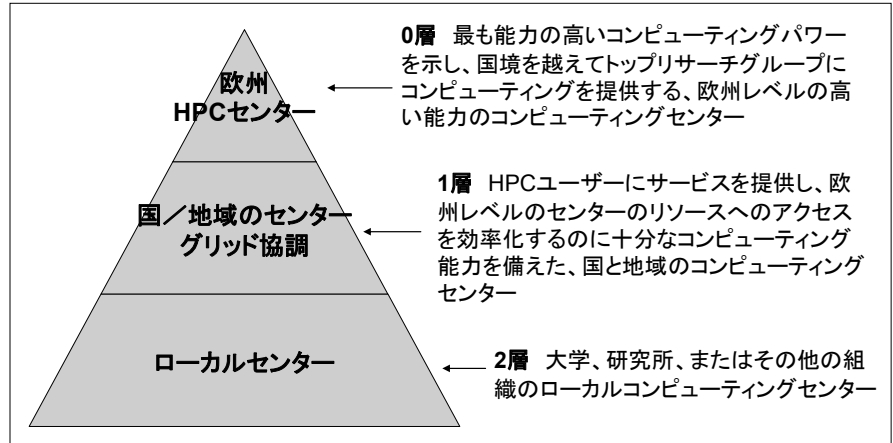 0層 最も能力の高いコンピューティングパワー
を示し、国境を越えてトップリサーチグループに
コンピューティングを提供する、欧州レベルの高
い能力のコンピューティングセンター
欧州
HPCセンター
1層 HPCユーザーにサービスを提供し、欧
州レベルのセンターのリソースへのアクセス
を効率化するのに十分なコンピューティング
能力を備えた、国と地域のコンピューティング
センター
国／地域のセンター
グリッド協調
ローカルセンター
2層 大学、研究所、またはその他の組
織のローカルコンピューティングセンター